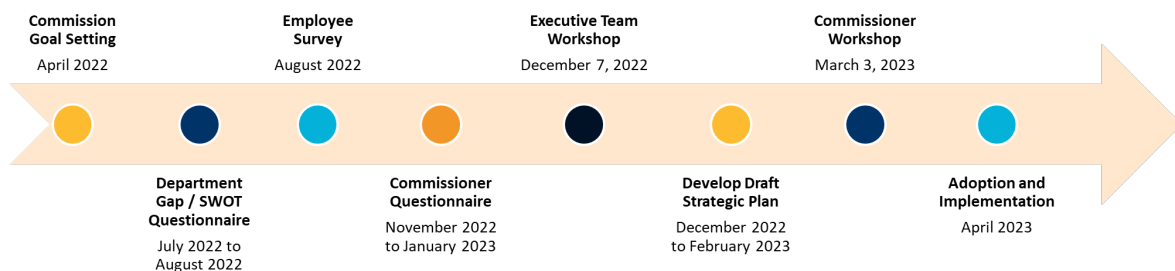 Commission
Goal Setting
April 2022
Department
Gap / SWOT
Questionnaire
July 2022 to
August 2022
Employee
Survey
August 2022
Commissioner
Questionnaire
November 2022
to January 2023
Executive Team
Workshop
December 7, 2022
Develop Draft
Strategic Plan
December 2022
to February 2023
Commissioner
Workshop
March 3, 2023
Adoption and
Implementation
April 2023